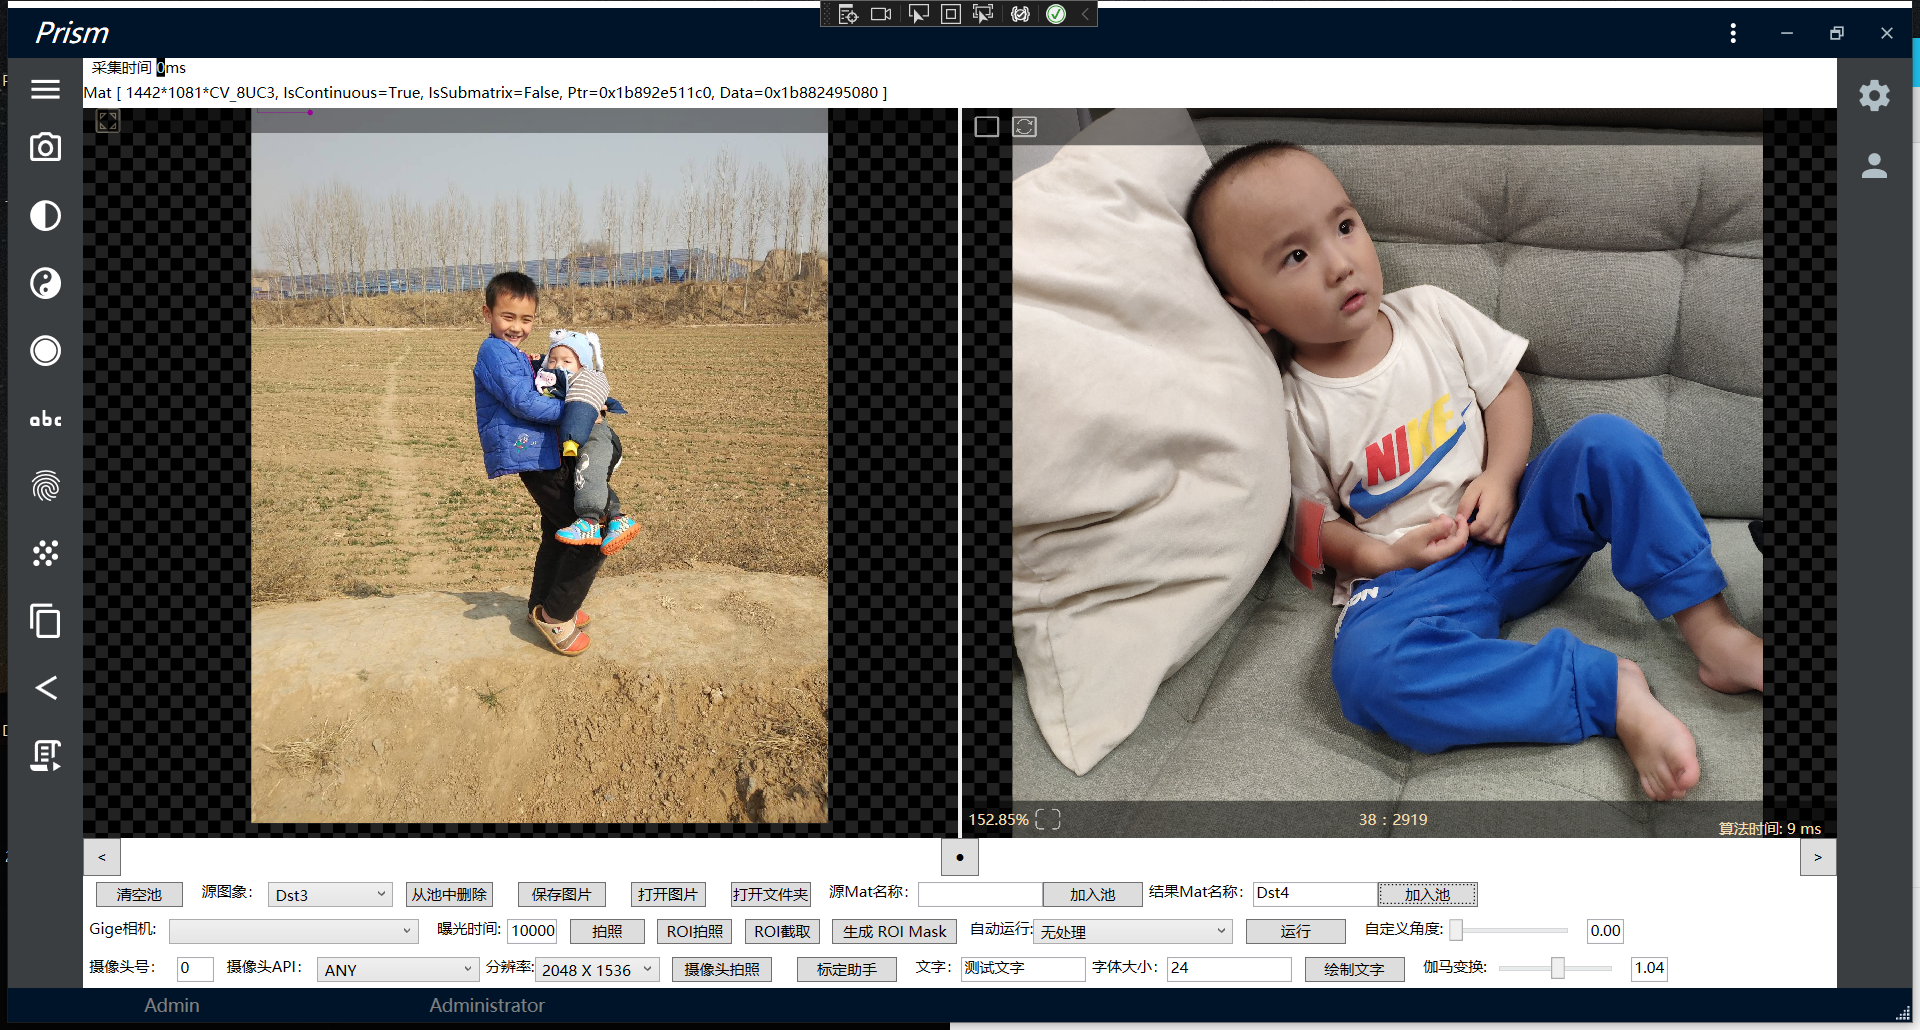 Prism
采集时间 0ms
Mat [ 1442*1081*CV_8UC3, IsContinuous=True, IsSubmatrix=False, Ptr=0x1b892e511c0, Data=0x1b882495080 ]
abc
NIKE
152.85%
38 : 2919
算法时间: 9 ms
<
●
>
清空池 源图象: Dst3 从池中删除 保存图片 打开图片 打开文件夹 源Mat名称: 加入池 结果Mat名称: Dst4 加入池
Gige相机: 曝光时间: 10000 拍照 ROI拍照 ROI截取 生成 ROI Mask 自动运行: 无处理 运行 自定义角度: 0.00
摄像头号: 0 摄像头API: ANY 分辨率: 2048 X 1536 摄像头拍照 标定助手 文字: 测试文字 字体大小: 24 绘制文字 伽马变换: 1.04
Admin Administrator